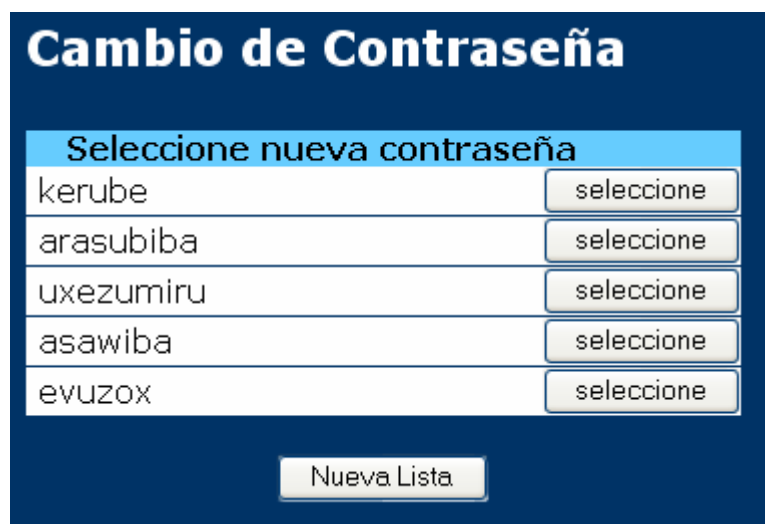 Cambio de Contraseña
Seleccione nueva contraseña
kerube seleccione
arasubiba seleccione
uxezumiru seleccione
asawiba seleccione
evuzox seleccione
Nueva Lista